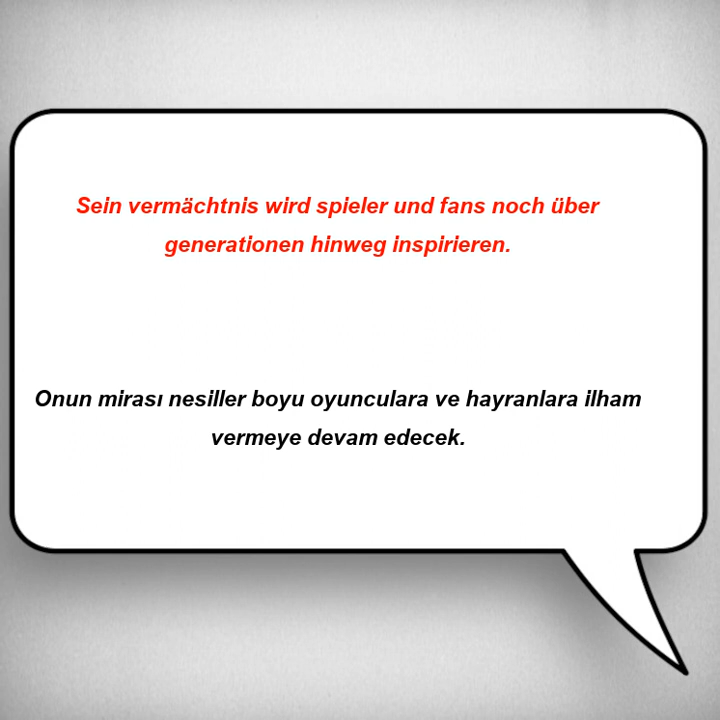 Sein vermächtnis wird spieler und fans noch über
generationen hinweg inspirieren.
Onun mirası nesiller boyu oyunculara ve hayranlara ilham
vermeye devam edecek.